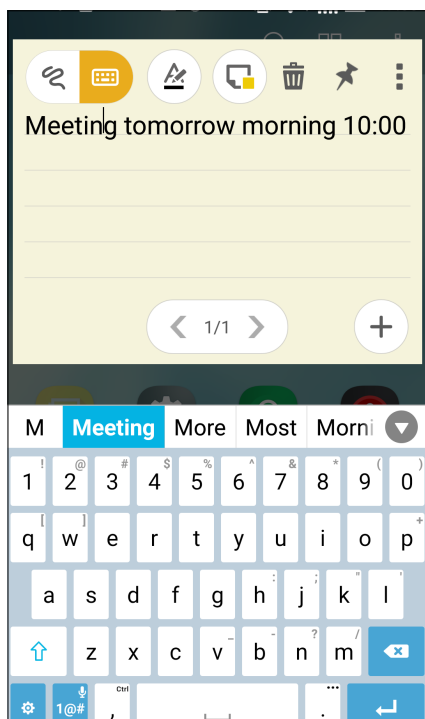 Meeting tomorrow morning 10:00
1/1
M Meeting More Most Morni
! @ # $ % ^ & * ( )
1 2 3 4 5 6 7 8 9 0
[ ] +
q w e r t y u i o p
: ; " '
a s d f g h j k l
_ - ? /
z x c v b n m
Ctrl ...
1@# , .